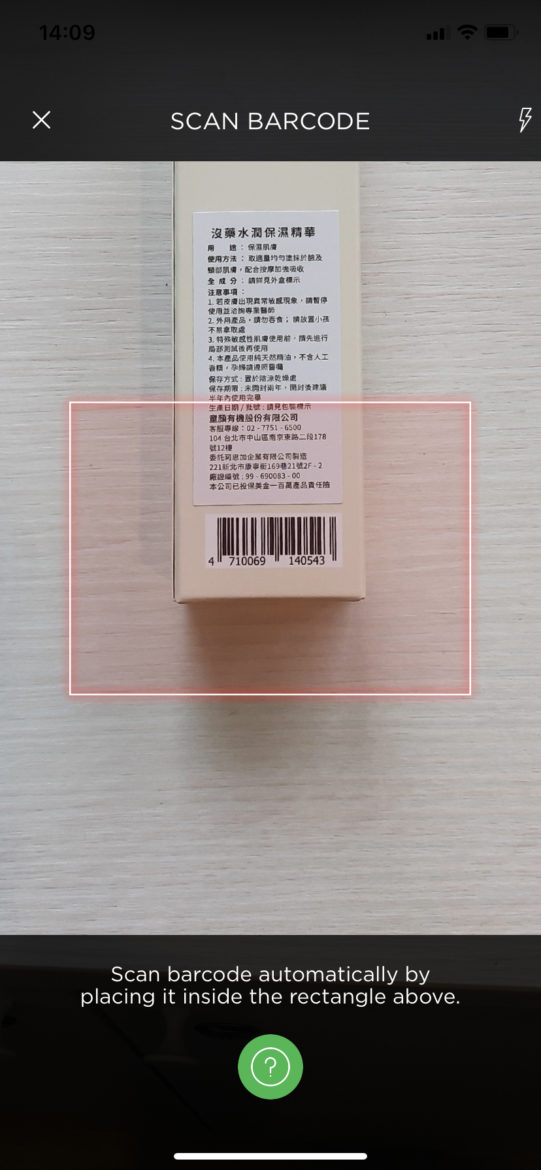 14:09
SCAN BARCODE
沒藥水潤保濕精華
用　途：保濕肌膚
使用方法：取適量均勻塗抹於臉及
頸部肌膚，配合按摩加強吸收
全 成 分：請詳見外盒標示
注意事項：
1. 若皮膚出現異常敏感現象，請暫停
使用並洽詢專業醫師
2. 外用產品，請勿吞食；請放置小孩
不易拿取處
3. 特殊敏感性肌膚使用前，請先進行
局部測試後再使用
4. 本產品使用純天然精油，不含人工
香精，孕婦請遵照醫囑
保存方式：置於陰涼乾燥處
保存期限：未開封兩年，開封後建議
半年內使用完畢
生產日期／批號：請見包裝標示
童顏有機股份有限公司
客服專線：02-7751-6500
104 台北市中山區南京東路二段178
號12樓
委託 企業有限公司製造
221新北市 康寧街169巷21號2F-2
廠證編號：99-690083-00
本公司已投保美金一百萬產品責任險
4 710069 140543
Scan barcode automatically by
placing it inside the rectangle above.
?